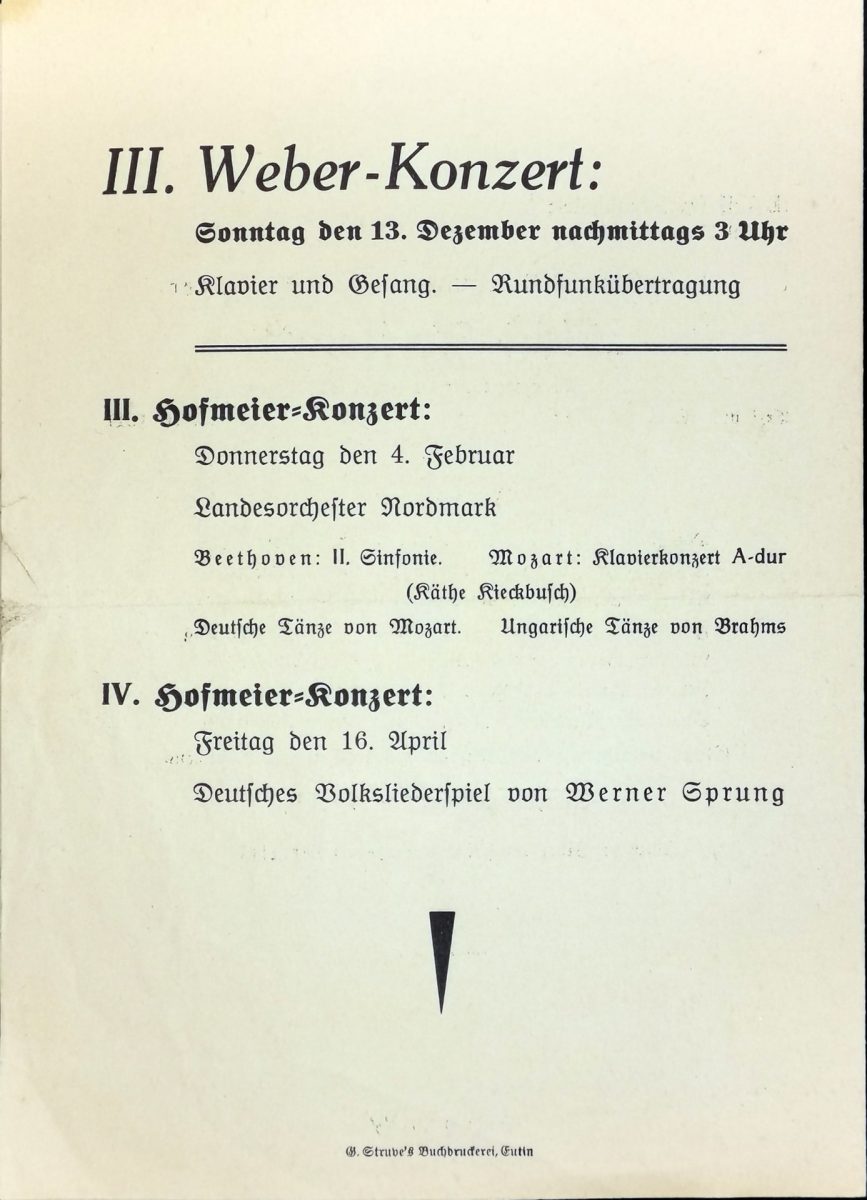 III. Weber-Konzert:
Sonntag den 13. Dezember nachmittags 3 Uhr
Klavier und Geſang. — Rundfunkübertragung
III. Hofmeier-Konzert:
Donnerstag den 4. Februar
Landesorcheſter Nordmark
Beethoven: II. Sinfonie. Mozart: Klavierkonzert A-dur
(Käthe Kieckbuſch)
Deutſche Tänze von Mozart. Ungariſche Tänze von Brahms
IV. Hofmeier-Konzert:
Freitag den 16. April
Deutſches Volksliederſpiel von Werner Sprung
G. Struve's Buchdruckerei, Eutin